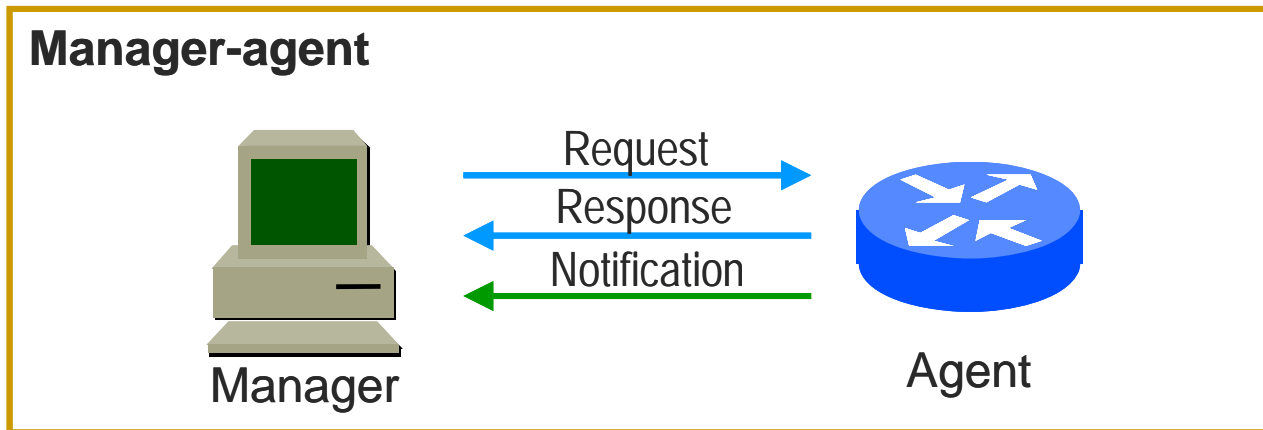 Manager-agent
Request
Response
Notification
Manager
Agent